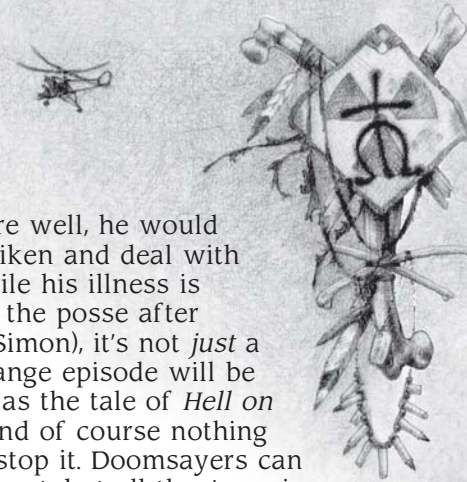 re well, he would
iken and deal with
ile his illness is
the posse after
Simon), it's not just a
ange episode will be
as the tale of Hell on
nd of course nothing
stop it. Doomsayers can